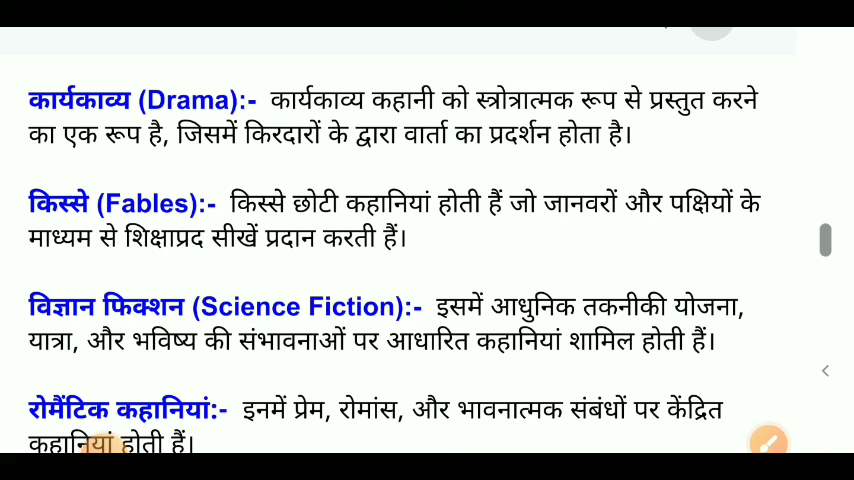 कार्यकाव्य (Drama):- कार्यकाव्य कहानी को स्त्रोत्रात्मक रूप से प्रस्तुत करने
का एक रूप है, जिसमें किरदारों के द्वारा वार्ता का प्रदर्शन होता है।
किस्से (Fables):- किस्से छोटी कहानियां होती हैं जो जानवरों और पक्षियों के
माध्यम से शिक्षाप्रद सीखें प्रदान करती हैं।
विज्ञान फिक्शन (Science Fiction):- इसमें आधुनिक तकनीकी योजना,
यात्रा, और भविष्य की संभावनाओं पर आधारित कहानियां शामिल होती हैं।
रोमैंटिक कहानियां:- इनमें प्रेम, रोमांस, और भावनात्मक संबंधों पर केंद्रित
कहानियां होती हैं।